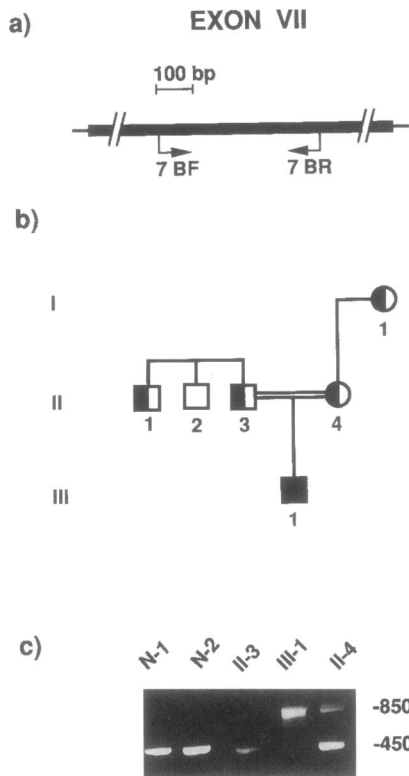 a) EXON VII
100 bp
7 BF 7 BR
b)
I
1
II
1 2 3 4
III
1
c) N-1 N-2 II-3 III-1 II-4
-850
-450